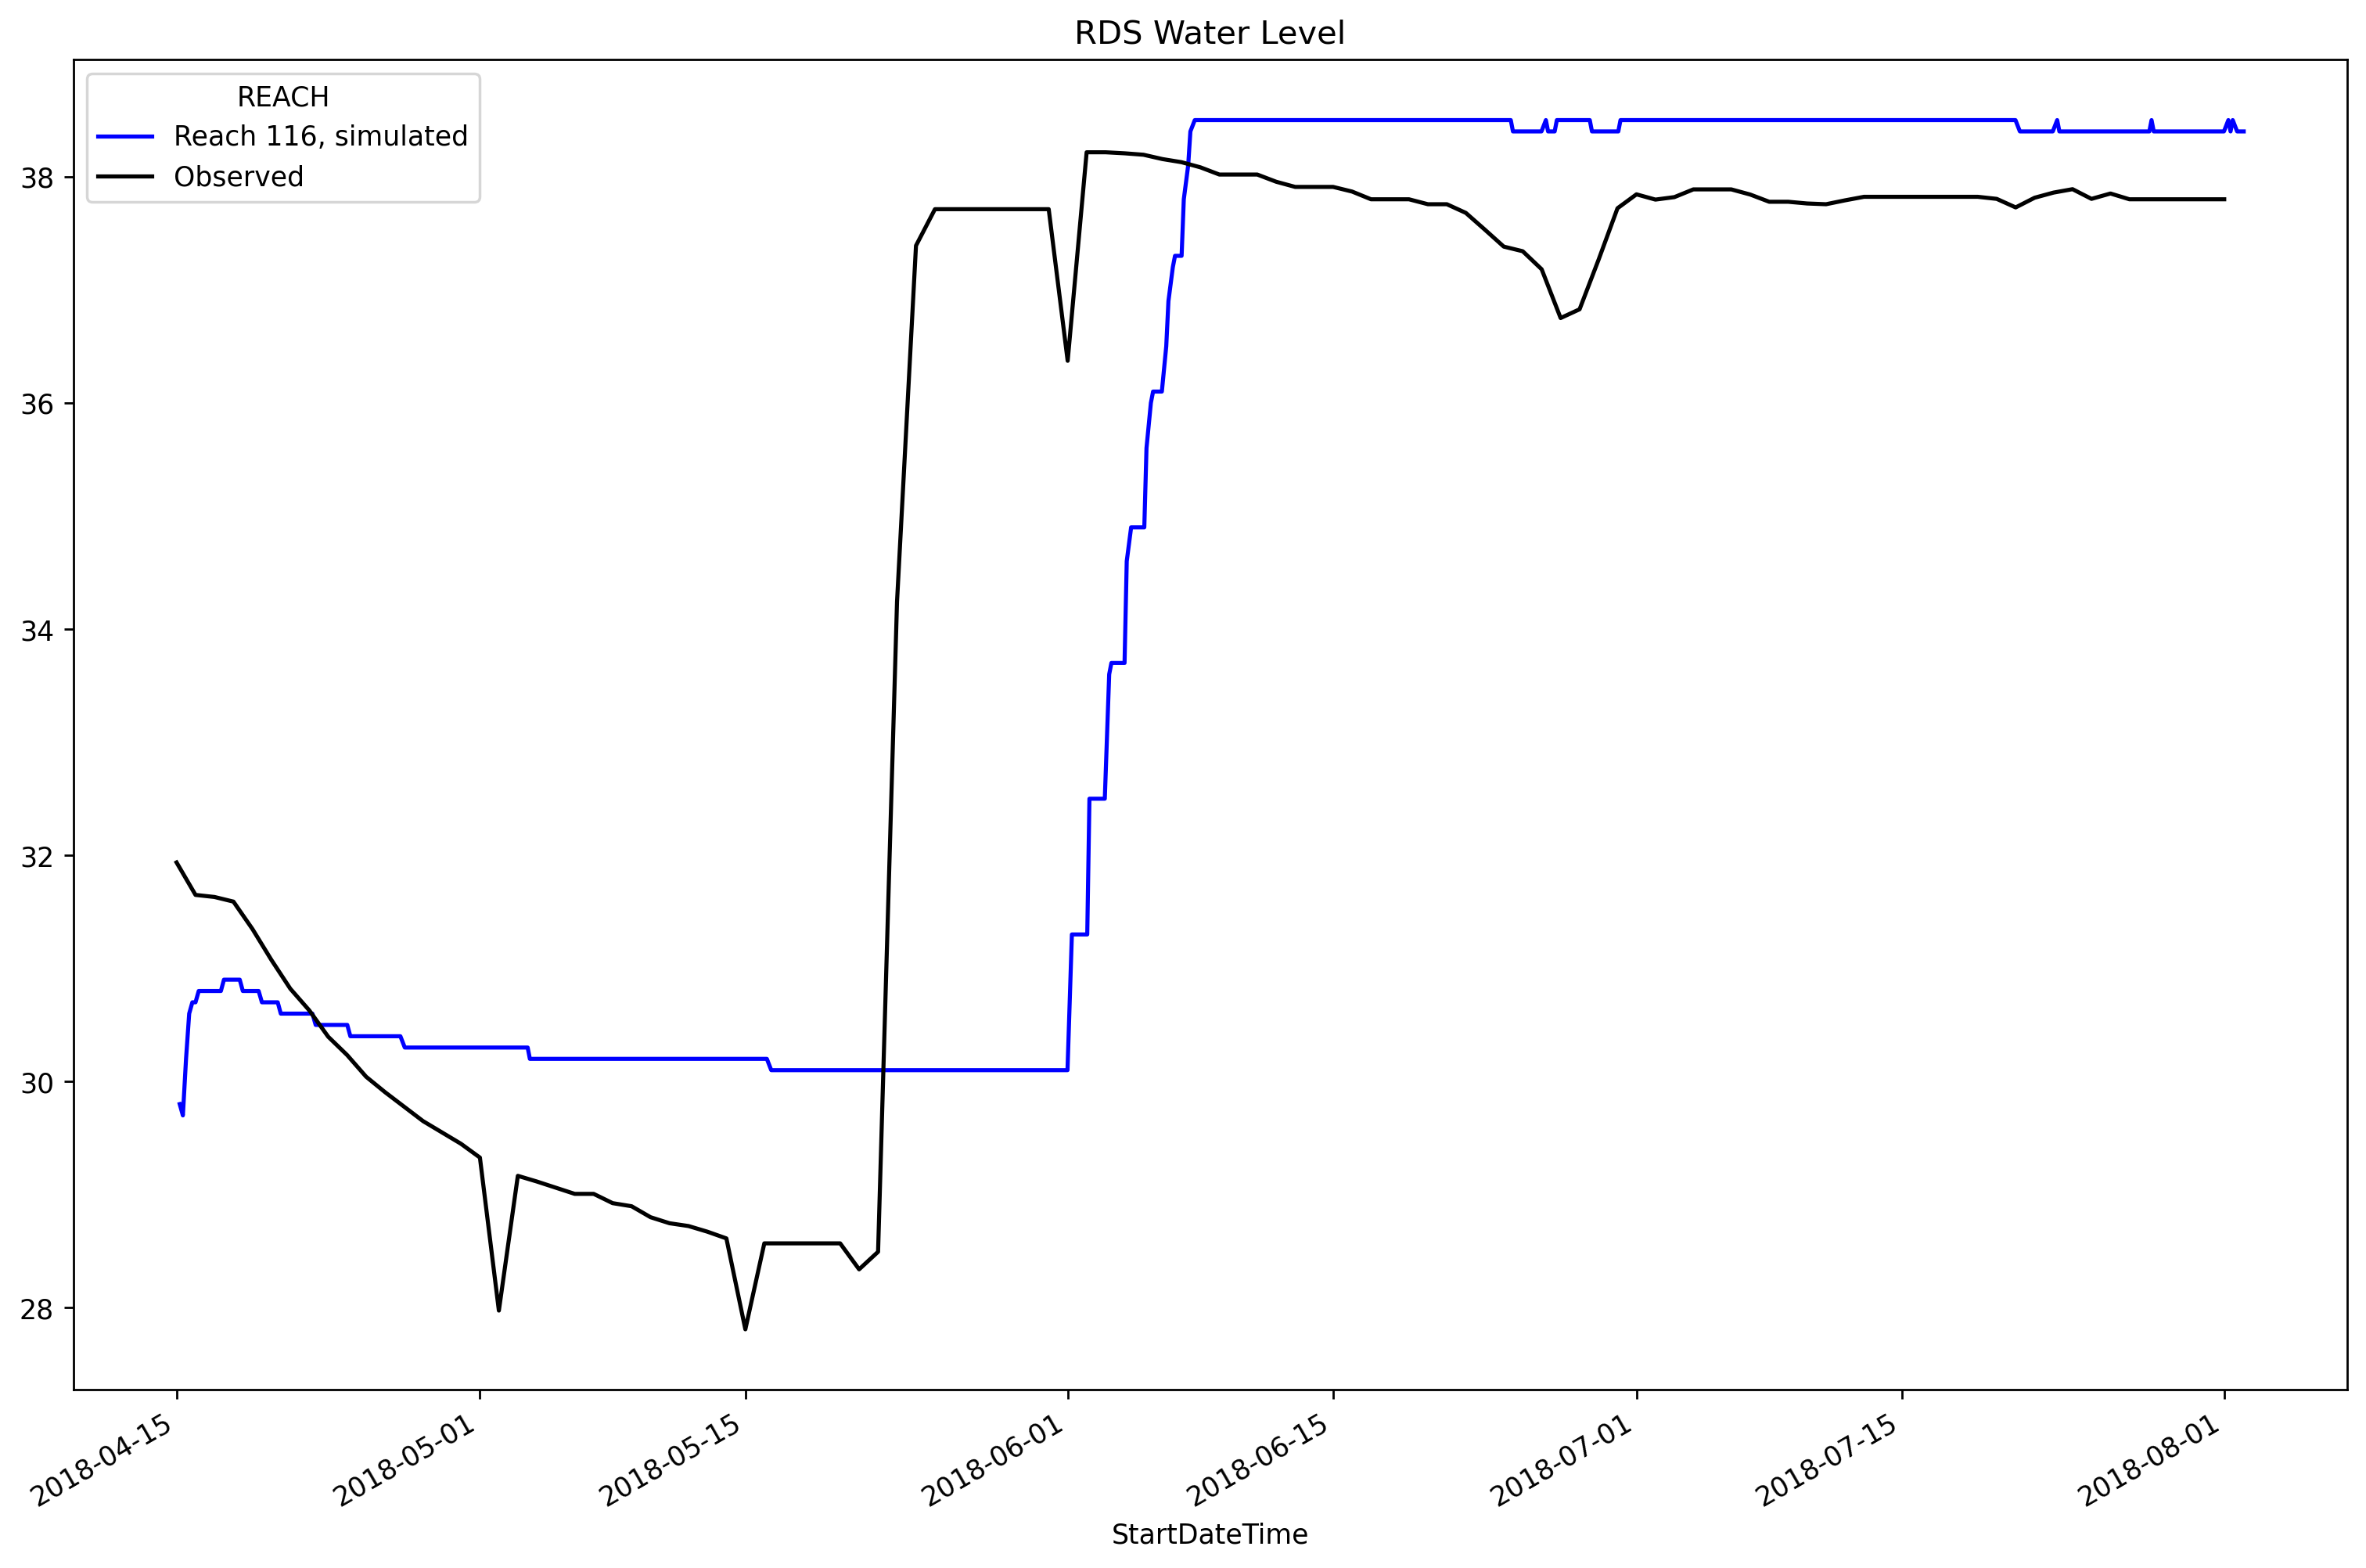 RDS Water Level
REACH
Reach 116, simulated
Observed
38
36
34
32
30
28
2018-04-15
2018-05-01
2018-05-15
2018-06-01
2018-06-15
2018-07-01
2018-07-15
2018-08-01
StartDateTime